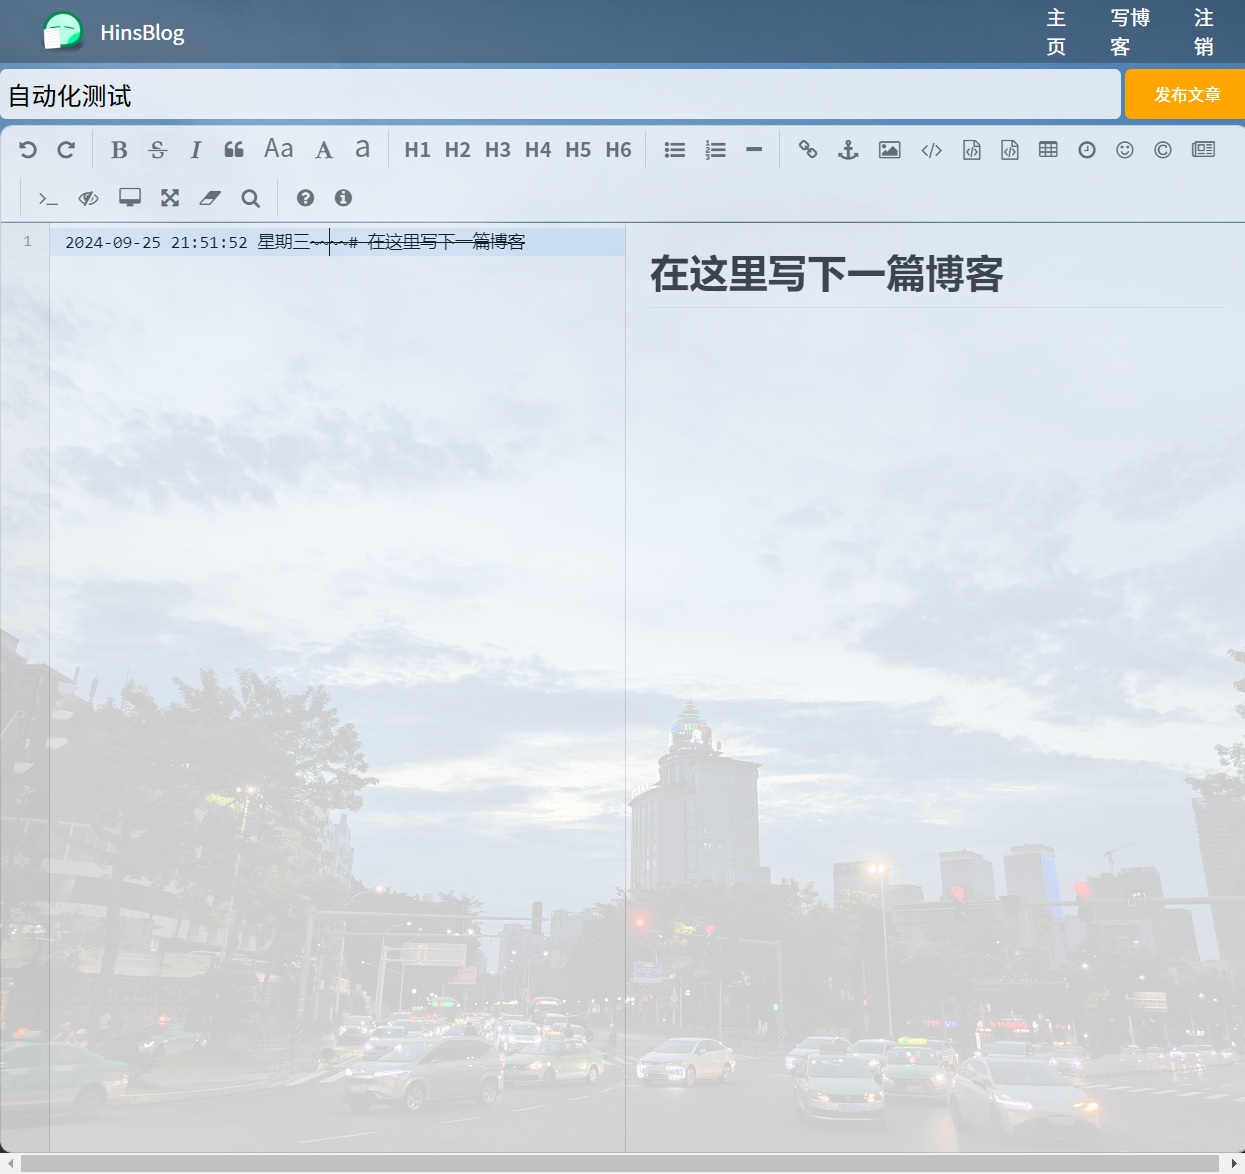 HinsBlog
主页
写博客
注销
自动化测试
发布文章
B S I Aa A a H1 H2 H3 H4 H5 H6
1
2024-09-25 21:51:52 星期三~~~~# 在这里写下一篇博客
在这里写下一篇博客